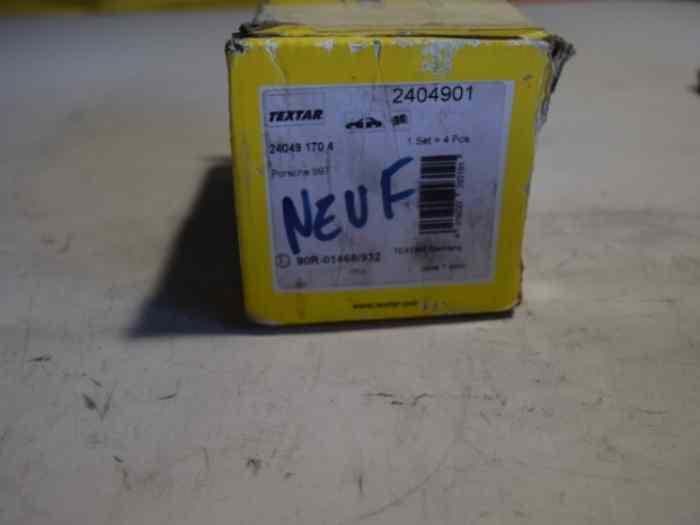 TEXTAR
2404901
24049 170 4
1 Set = 4 Pcs.
Porsche 997
NEUF
90R-01468/932
TEXTAR Germany
www.textar.com